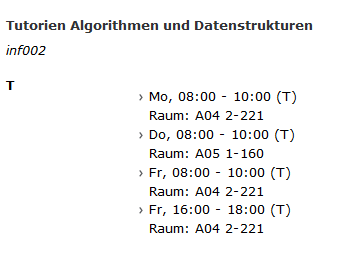 Tutorien Algorithmen und Datenstrukturen
inf002
T
› Mo, 08:00 - 10:00 (T)
Raum: A04 2-221
› Do, 08:00 - 10:00 (T)
Raum: A05 1-160
› Fr, 08:00 - 10:00 (T)
Raum: A04 2-221
› Fr, 16:00 - 18:00 (T)
Raum: A04 2-221